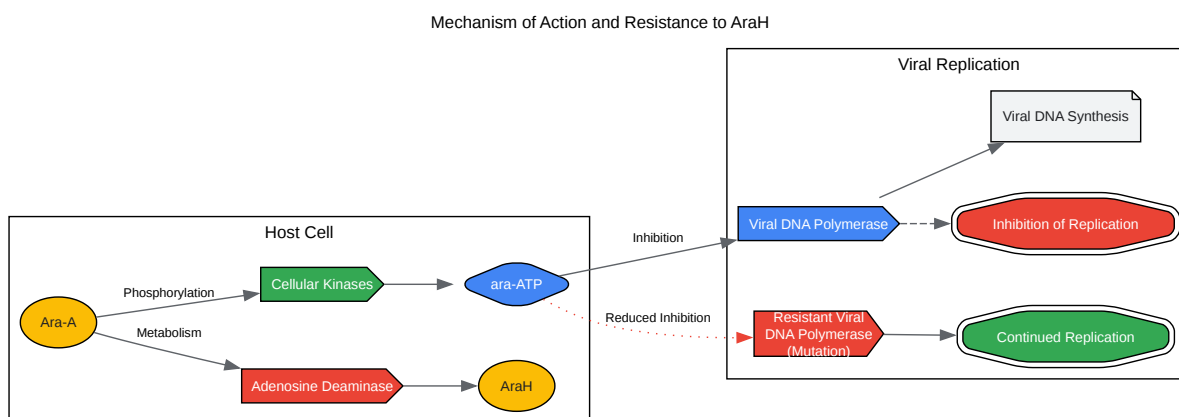 Mechanism of Action and Resistance to AraH
Viral Replication
Viral DNA Synthesis
Viral DNA Polymerase
Inhibition of Replication
Host Cell
Inhibition
Cellular Kinases
ara-ATP
Phosphorylation
Ara-A
Metabolism
Reduced Inhibition
Resistant Viral
DNA Polymerase
(Mutation)
Continued Replication
Adenosine Deaminase
AraH